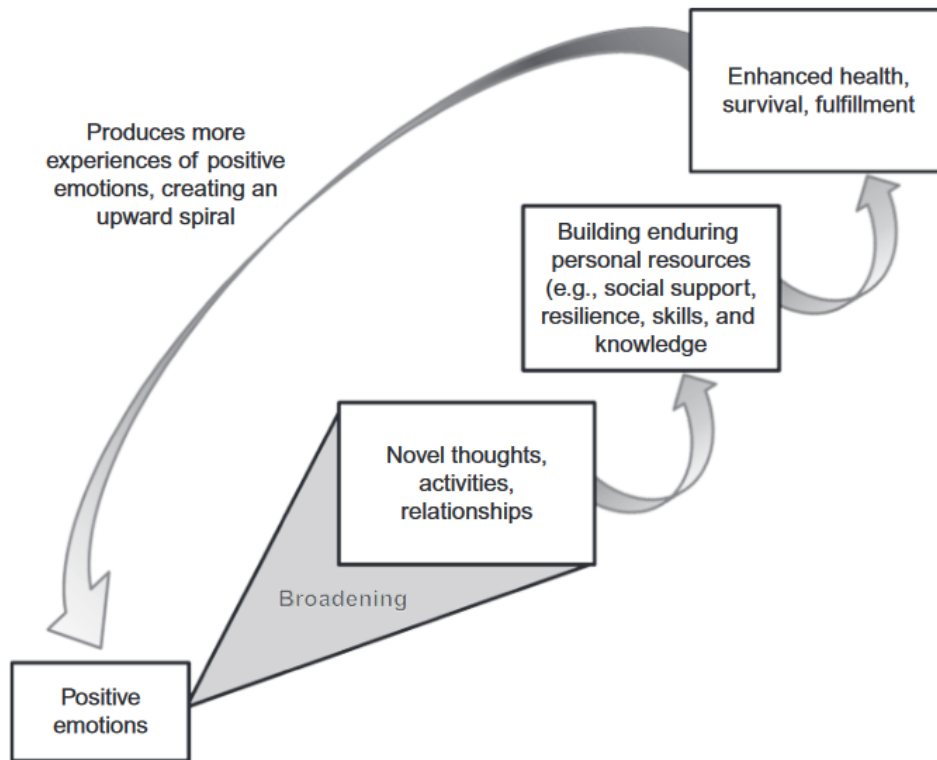 Enhanced health,
survival, fulfillment
Produces more
experiences of positive
emotions, creating an
upward spiral
Building enduring
personal resources
(e.g., social support,
resilience, skills, and
knowledge
Novel thoughts,
activities,
relationships
Broadening
Positive
emotions